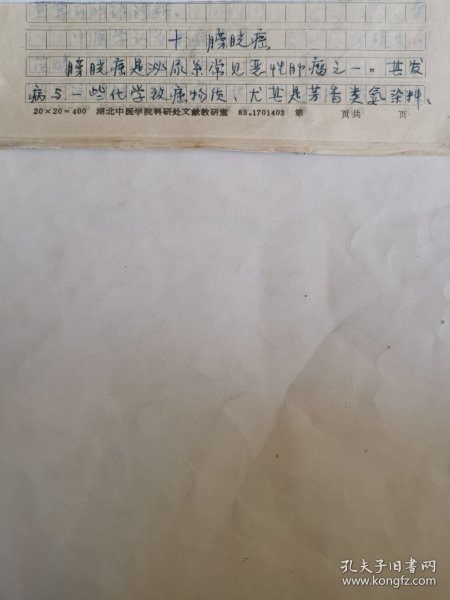 十 膀胱癌
膀胱癌是泌尿系常见恶性肿瘤之一。其发
病与一些化学致癌物质、尤其是芳香类氨染料、
20×20=400 湖北中医学院科研处文献教研室 83.1701403 第 页共 页
孔夫子旧书网
www.kongfz.com